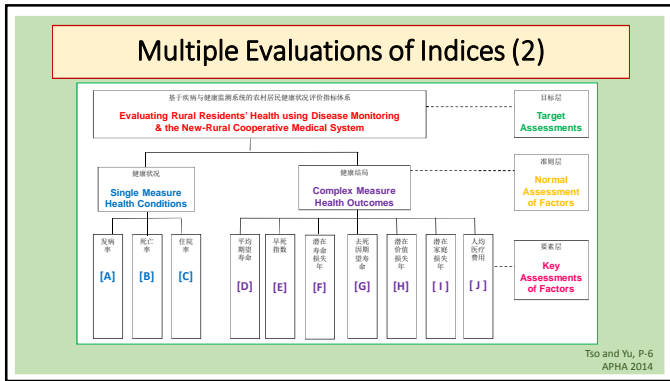 Multiple Evaluations of Indices (2)
基于疾病与健康监测系统的农村居民健康状况评价指标体系
Evaluating Rural Residents' Health using Disease Monitoring
& the New-Rural Cooperative Medical System
目标层
Target
Assessments
健康状况
Single Measure
Health Conditions
健康结局
Complex Measure
Health Outcomes
准则层
Normal
Assessment
of Factors
发病
率
[A]
死亡
率
[B]
住院
率
[C]
平均
期望
寿命
[D]
早死
指数
[E]
潜在
寿命
损失
年
[F]
去死
因期
望寿
命
[G]
潜在
价值
损失
年
[H]
潜在
家庭
损失
年
[ I ]
人均
医疗
费用
[ J ]
要素层
Key
Assessments
of Factors
Tso and Yu, P-6
APHA 2014